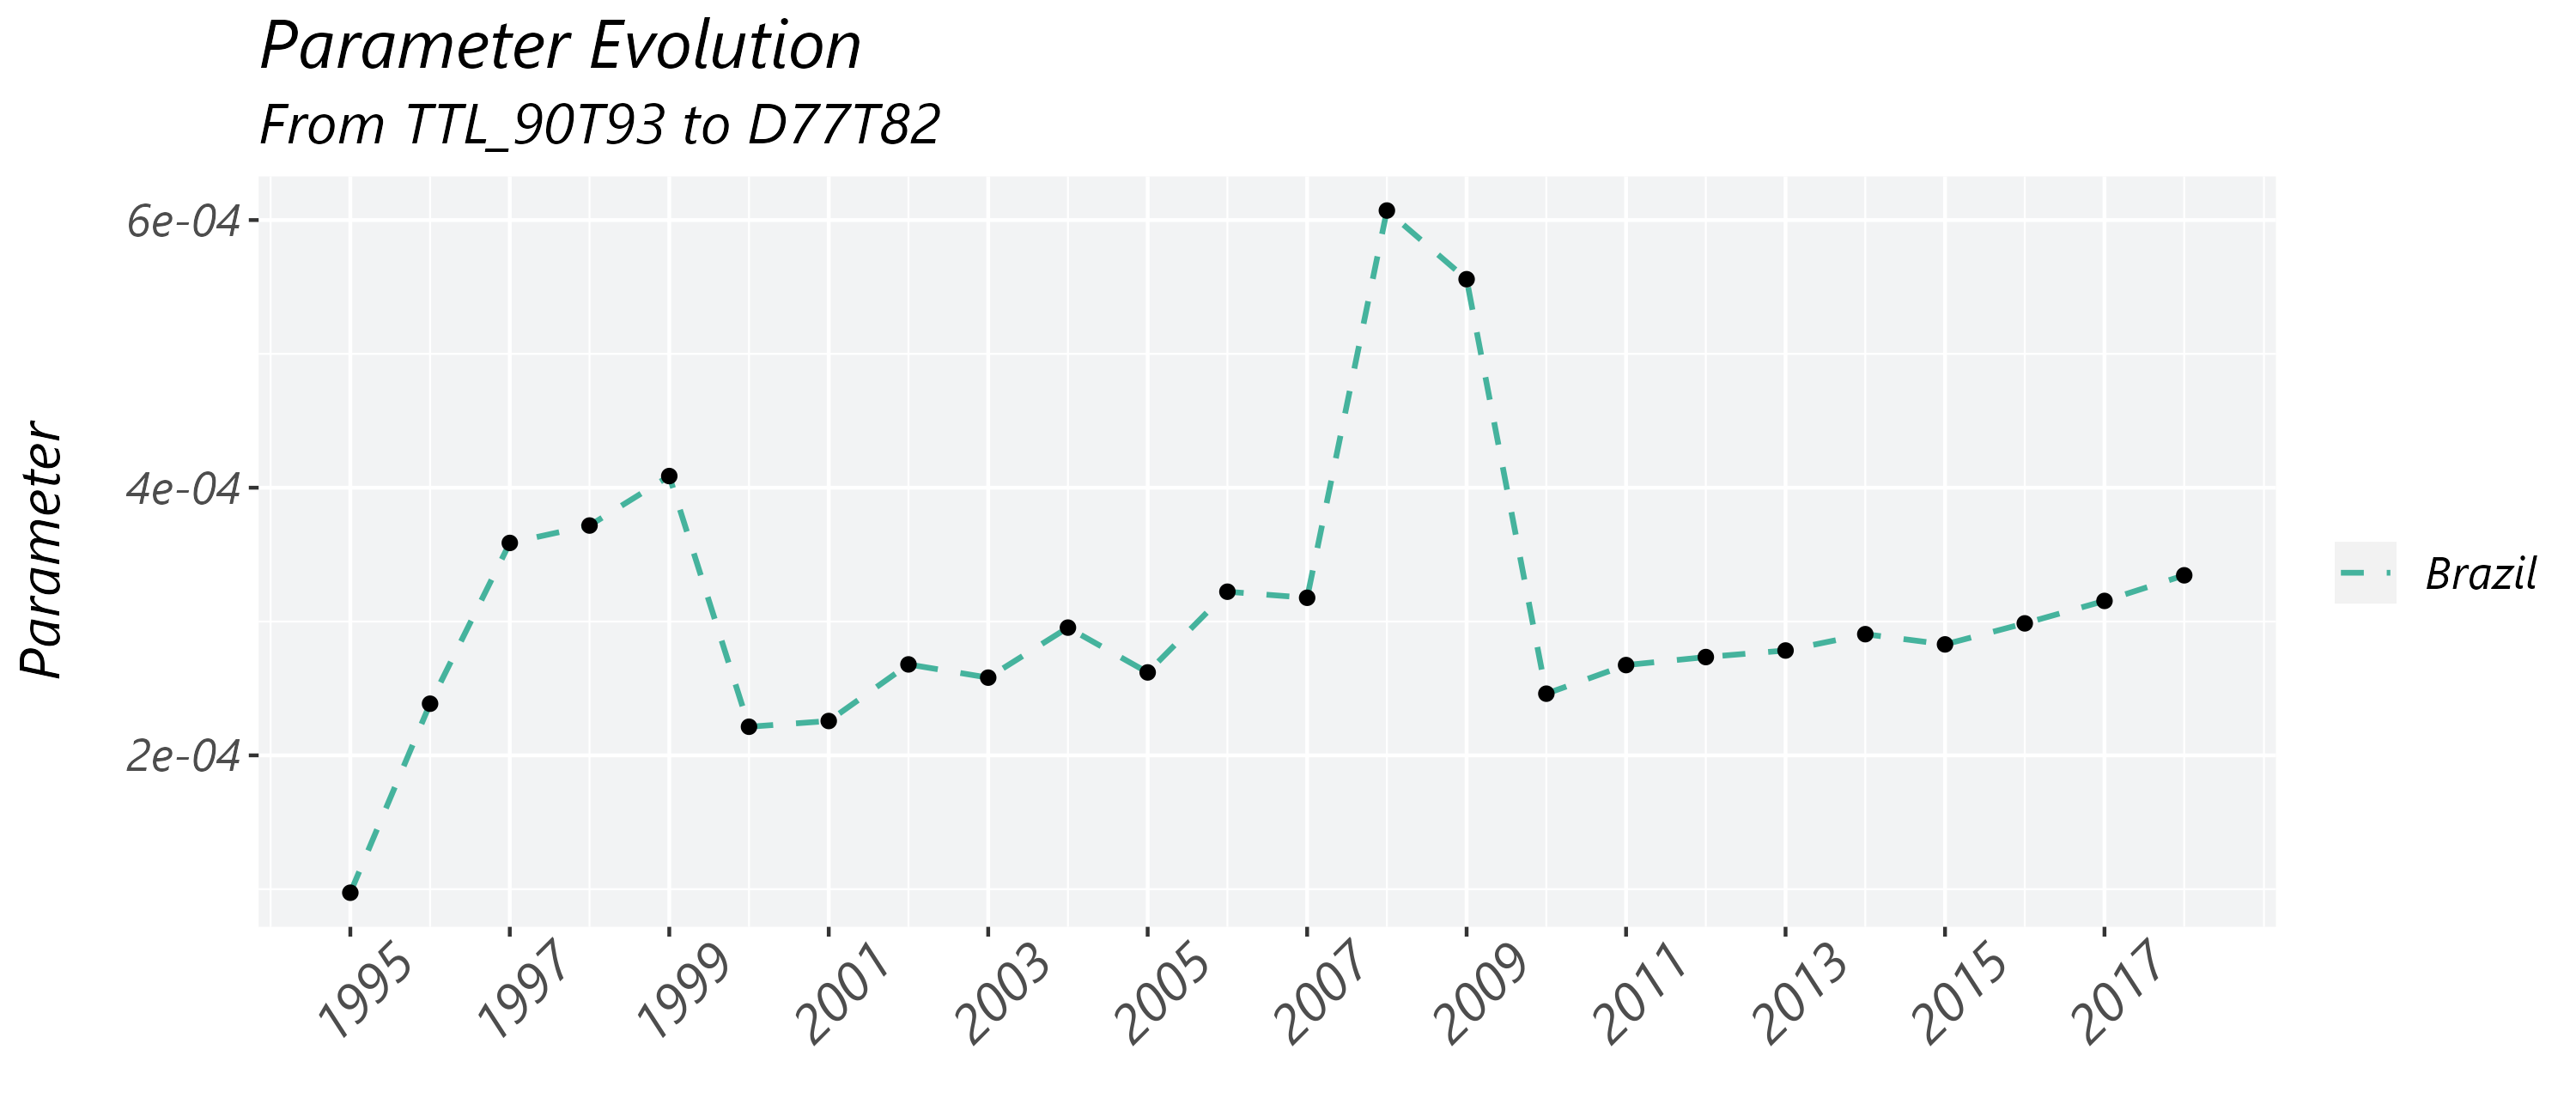 Parameter Evolution
From TTL_90T93 to D77T82
Parameter
6e-04
4e-04
2e-04
1995
1997
1999
2001
2003
2005
2007
2009
2011
2013
2015
2017
Brazil